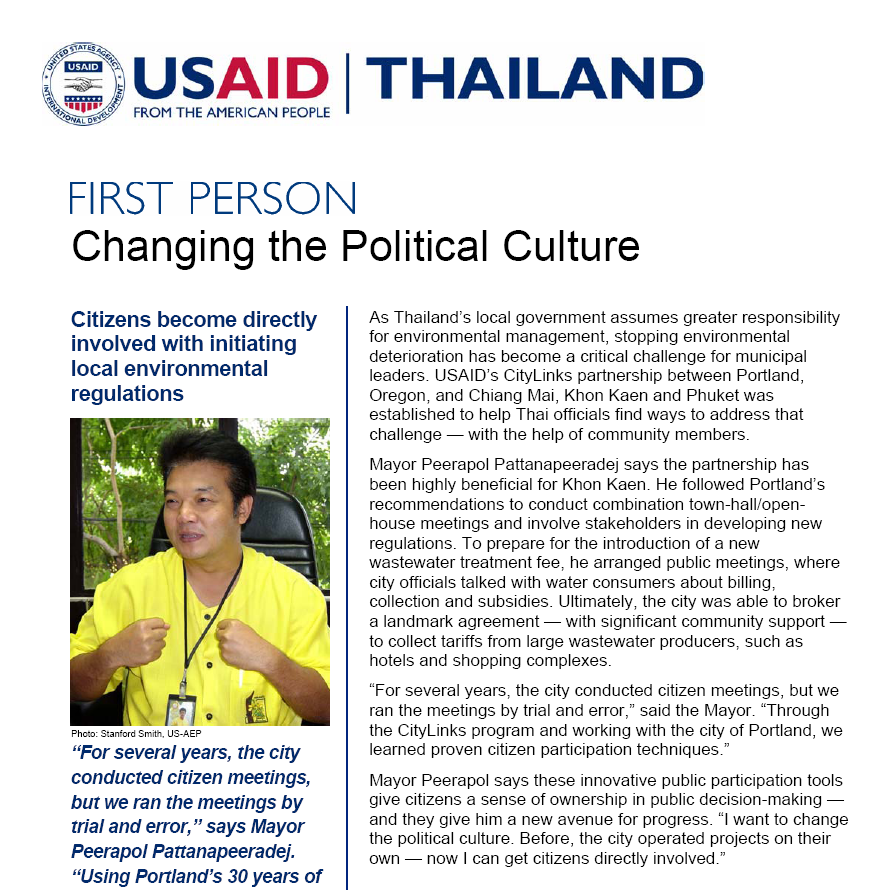 UNITED STATES AGENCY
USAID
INTERNATIONAL DEVELOPMENT
USAID
FROM THE AMERICAN PEOPLE
THAILAND
FIRST PERSON
Changing the Political Culture
Citizens become directly
involved with initiating
local environmental
regulations
Photo: Stanford Smith, US-AEP
“For several years, the city
conducted citizen meetings,
but we ran the meetings by
trial and error,” says Mayor
Peerapol Pattanapeeradej.
“Using Portland’s 30 years of
As Thailand’s local government assumes greater responsibility
for environmental management, stopping environmental
deterioration has become a critical challenge for municipal
leaders. USAID’s CityLinks partnership between Portland,
Oregon, and Chiang Mai, Khon Kaen and Phuket was
established to help Thai officials find ways to address that
challenge — with the help of community members.
Mayor Peerapol Pattanapeeradej says the partnership has
been highly beneficial for Khon Kaen. He followed Portland’s
recommendations to conduct combination town-hall/open-
house meetings and involve stakeholders in developing new
regulations. To prepare for the introduction of a new
wastewater treatment fee, he arranged public meetings, where
city officials talked with water consumers about billing,
collection and subsidies. Ultimately, the city was able to broker
a landmark agreement — with significant community support —
to collect tariffs from large wastewater producers, such as
hotels and shopping complexes.
“For several years, the city conducted citizen meetings, but we
ran the meetings by trial and error,” said the Mayor. “Through
the CityLinks program and working with the city of Portland, we
learned proven citizen participation techniques.”
Mayor Peerapol says these innovative public participation tools
give citizens a sense of ownership in public decision-making —
and they give him a new avenue for progress. “I want to change
the political culture. Before, the city operated projects on their
own — now I can get citizens directly involved.”